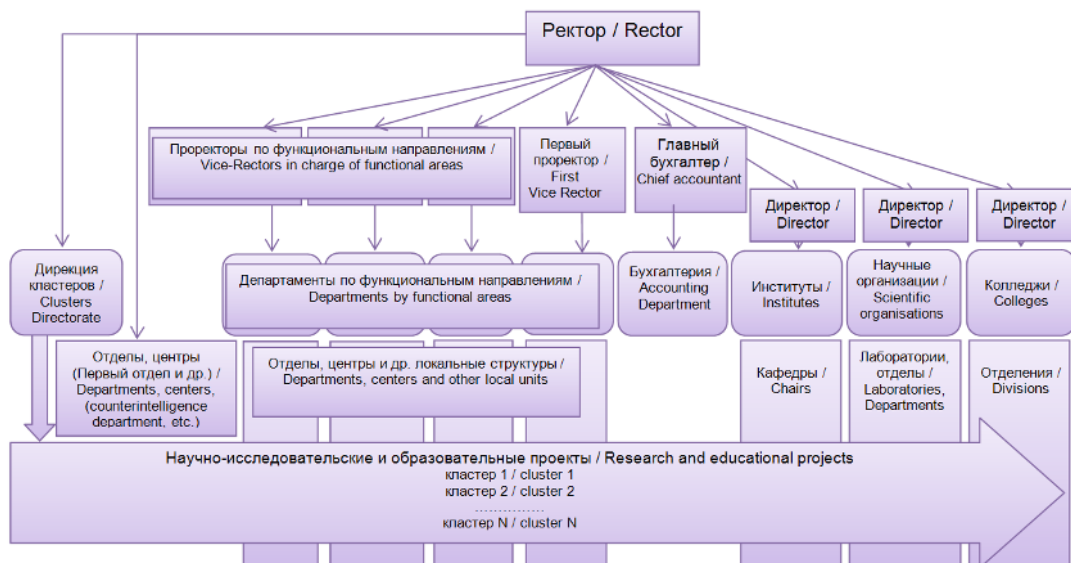 Ректор / Rector
Проректоры по функциональным направлениям /
Vice-Rectors in charge of functional areas
Первый
проректор /
First
Vice Rector
Главный
бухгалтер /
Chief accountant
Директор /
Director
Директор /
Director
Директор /
Director
Дирекция
кластеров /
Clusters
Directorate
Департаменты по функциональным направлениям /
Departments by functional areas
Бухгалтерия /
Accounting
Department
Институты /
Institutes
Научные
организации /
Scientific
organisations
Колледжи /
Colleges
Отделы, центры
(Первый отдел и др.) /
Departments, centers,
(counterintelligence
department, etc.)
Отделы, центры и др. локальные структуры /
Departments, centers and other local units
Кафедры /
Chairs
Лаборатории,
отделы /
Laboratories,
Departments
Отделения /
Divisions
Научно-исследовательские и образовательные проекты / Research and educational projects
кластер 1 / cluster 1
кластер 2 / cluster 2
...............
кластер N / cluster N